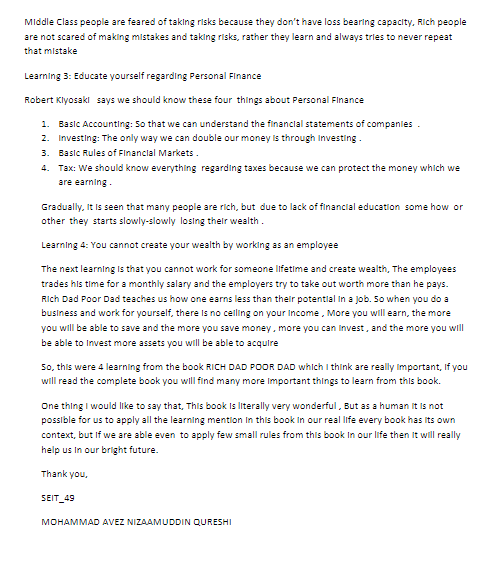 Middle Class people are feared of taking risks because they don't have loss bearing capacity, Rich people
are not scared of making mistakes and taking risks, rather they learn and always tries to never repeat
that mistake
Learning 3: Educate yourself regarding Personal Finance
Robert Kiyosaki says we should know these four things about Personal Finance
1. Basic Accounting: So that we can understand the financial statements of companies .
2. Investing: The only way we can double our money is through investing .
3. Basic Rules of Financial Markets .
4. Tax: We should know everything regarding taxes because we can protect the money which we
are earning .
Gradually, it is seen that many people are rich, but due to lack of financial education some how or
other they starts slowly-slowly losing their wealth .
Learning 4: You cannot create your wealth by working as an employee
The next learning is that you cannot work for someone lifetime and create wealth, The employees
trades his time for a monthly salary and the employers try to take out worth more than he pays.
Rich Dad Poor Dad teaches us how one earns less than their potential in a job. So when you do a
business and work for yourself, there is no ceiling on your income , More you will earn, the more
you will be able to save and the more you save money , more you can invest , and the more you will
be able to invest more assets you will be able to acquire
So, this were 4 learning from the book RICH DAD POOR DAD which I think are really important, if you
will read the complete book you will find many more important things to learn from this book.
One thing I would like to say that, This book is literally very wonderful , But as a human it is not
possible for us to apply all the learning mention in this book in our real life every book has its own
context, but if we are able even to apply few small rules from this book in our life then it will really
help us in our bright future.
Thank you,
SEIT_49
MOHAMMAD AVEZ NIZAAMUDDIN QURESHI